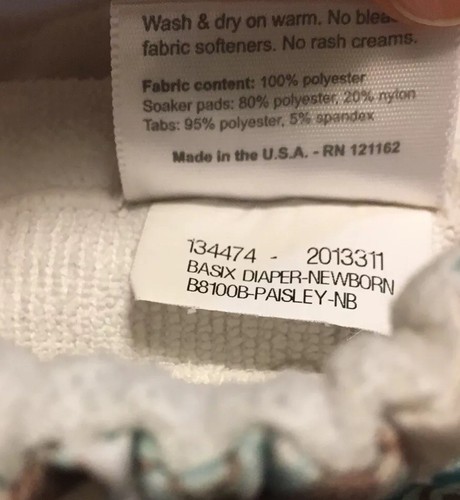 Wash & dry on warm. No
fabric softeners. No rash creams.
Fabric content: 100% polyester
Soaker pads: 80% polyester, 20% nylon
Tabs: 95% polyester, 5% spandex
Made in the U.S.A. - RN 121162
134474 - 2013311
BASIX DIAPER-NEWBORN
B8100B-PAISLEY-NB